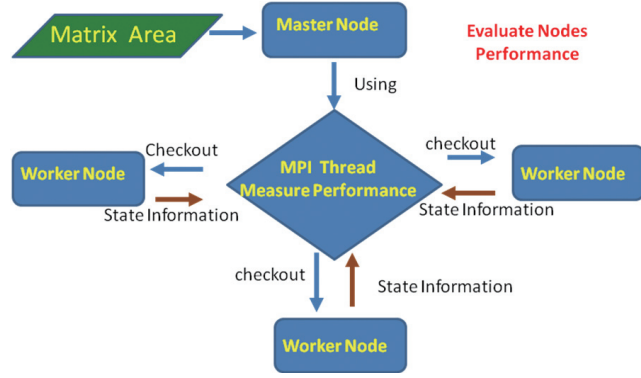 Matrix Area
Master Node
Evaluate Nodes
Performance
Using
Checkout
checkout
Worker Node
MPI Thread
Measure Performance
Worker Node
State Information
State Information
checkout
State Information
Worker Node